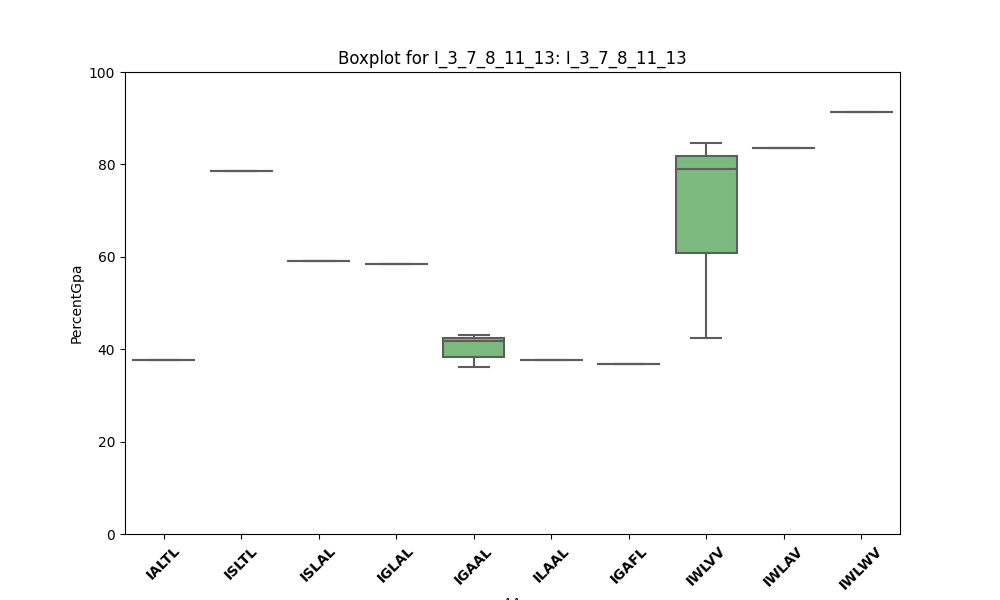 Boxplot for I_3_7_8_11_13: I_3_7_8_11_13
PercentGpa
100
80
60
40
20
0
IALTL
ISLTL
ISLAL
IGLAL
IGAAL
ILAAL
IGAFL
IWLVV
IWLAV
IWLWV